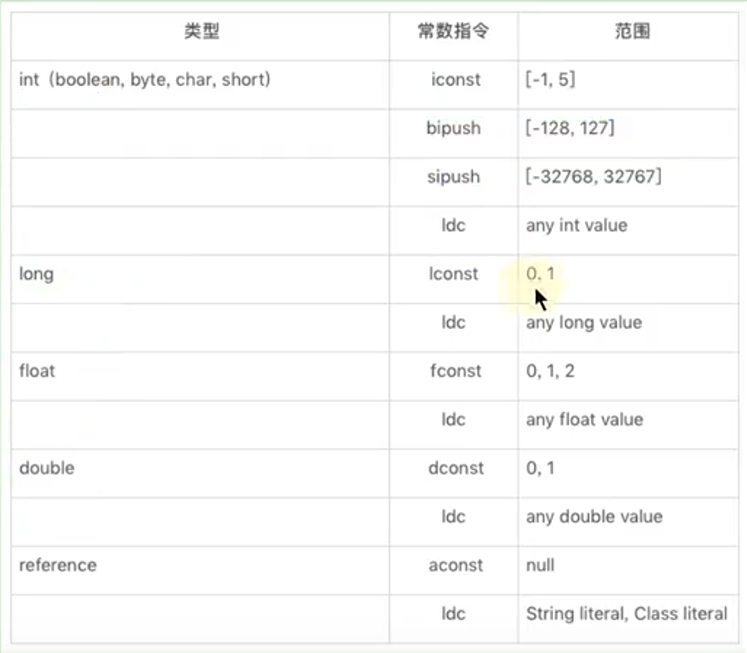 类型 常数指令 范围
int (boolean, byte, char, short) iconst [-1, 5]
bipush [-128, 127]
sipush [-32768, 32767]
ldc any int value
long lconst 0, 1
ldc any long value
float fconst 0, 1, 2
ldc any float value
double dconst 0, 1
ldc any double value
reference aconst null
ldc String literal, Class literal